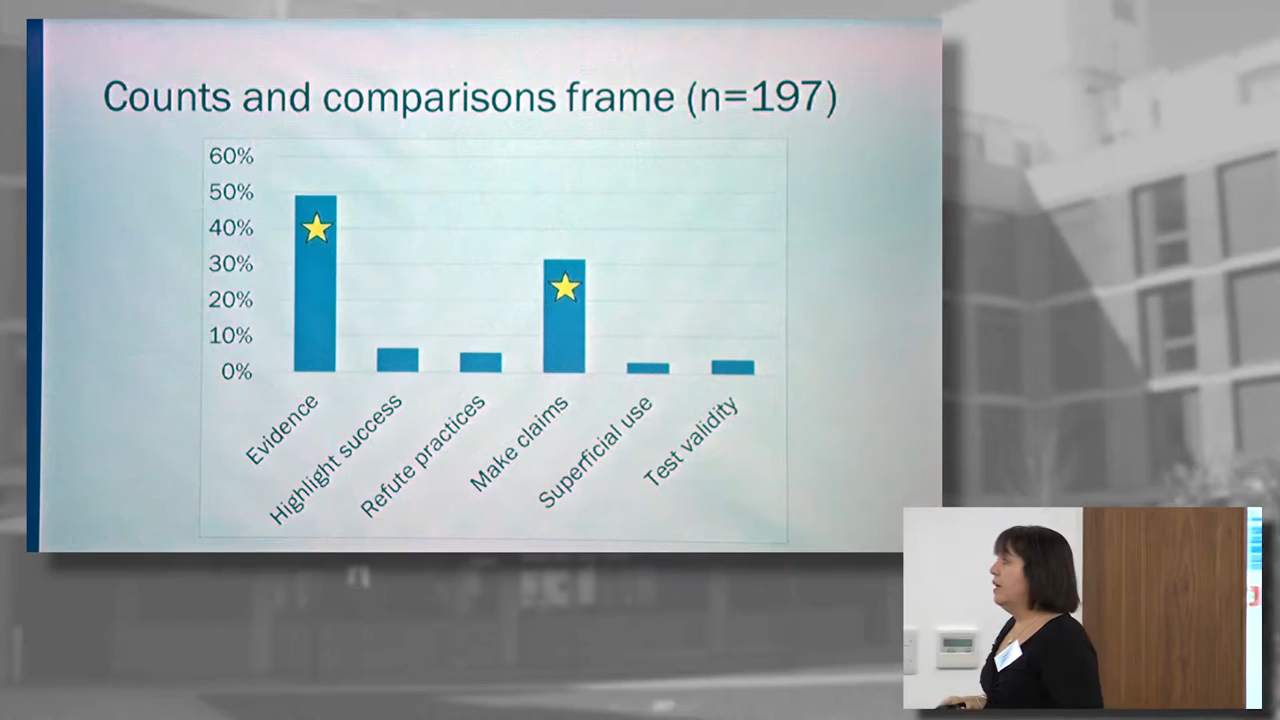 Counts and comparisons frame (n=197)
60%
50%
40%
30%
20%
10%
0%
Evidence
Highlight success
Refute practices
Make claims
Superficial use
Test validity